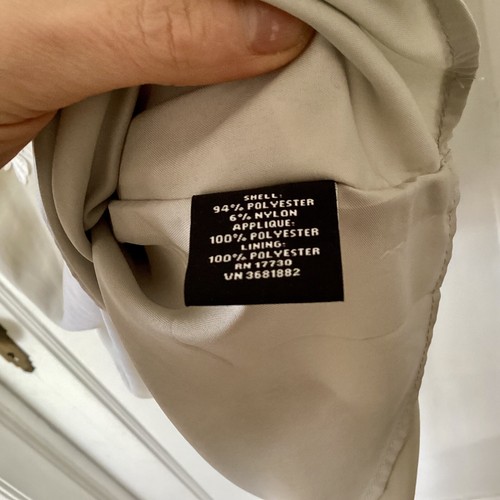 SHELL:
94% POLYESTER
6% NYLON
APPLIQUE:
100% POLYESTER
LINING:
100% POLYESTER
RN 17730
VN 3681882